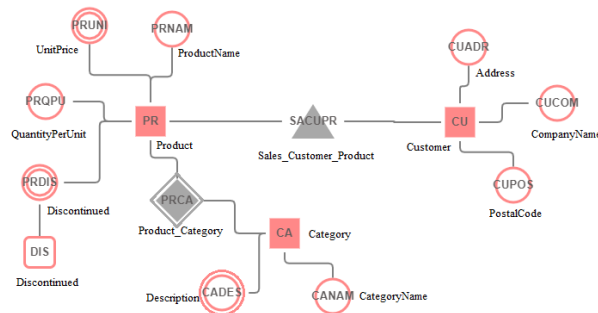 PRUNI
UnitPrice
PRNAM
ProductName
CUADR
Address
PRQPU
QuantityPerUnit
PR
Product
SACUPR
Sales_Customer_Product
CU
Customer
CUCOM
CompanyName
PRDIS
Discontinued
PRCA
Product_Category
CUPOS
PostalCode
DIS
Discontinued
CA
Category
CADES
Description
CANAM
CategoryName